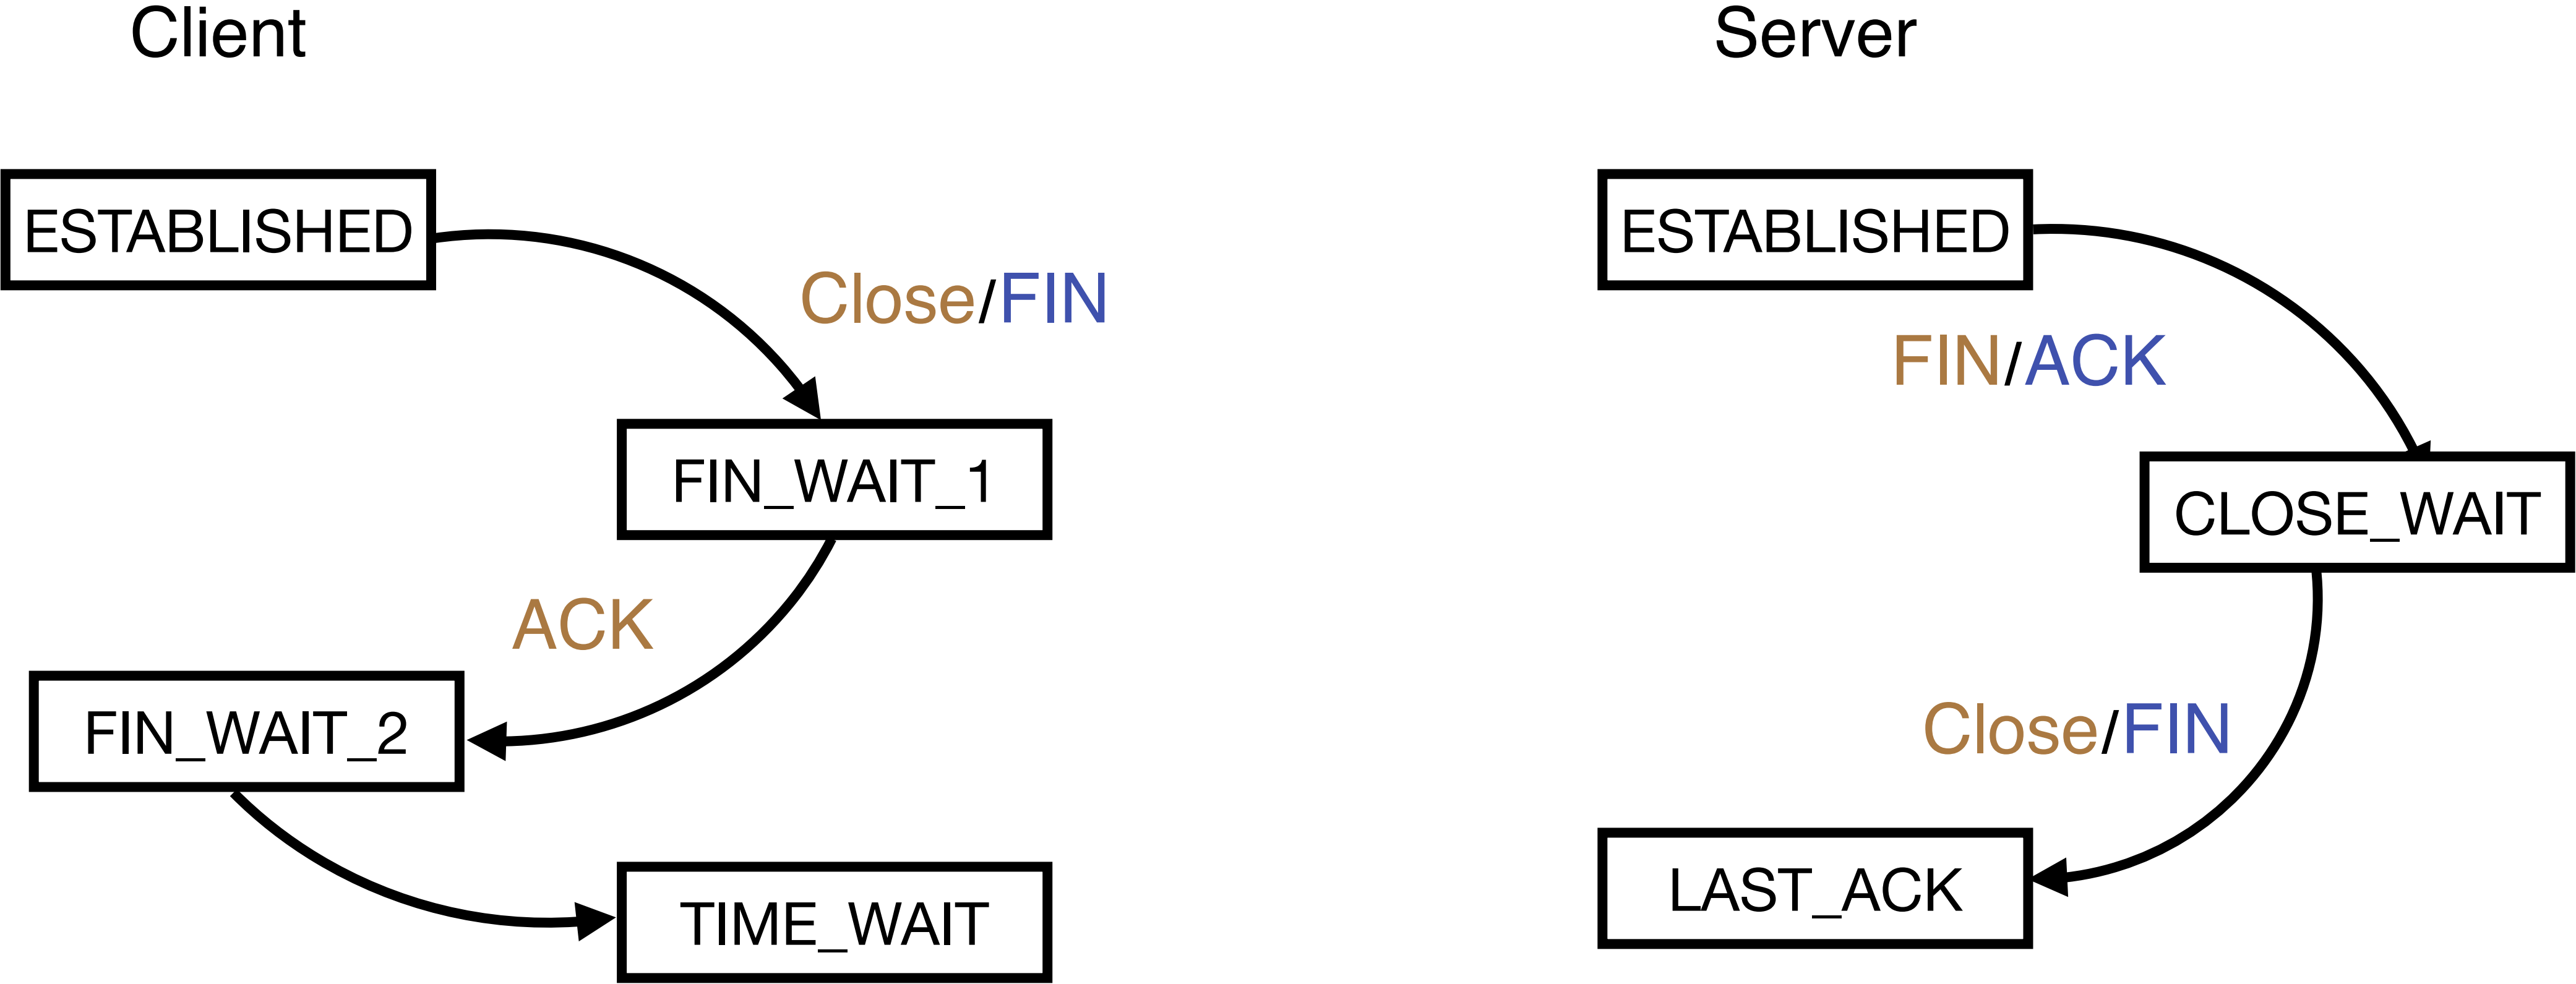 Client
ESTABLISHED
Close/FIN
FIN_WAIT_1
ACK
FIN_WAIT_2
TIME_WAIT
Server
ESTABLISHED
FIN/ACK
CLOSE_WAIT
Close/FIN
LAST_ACK